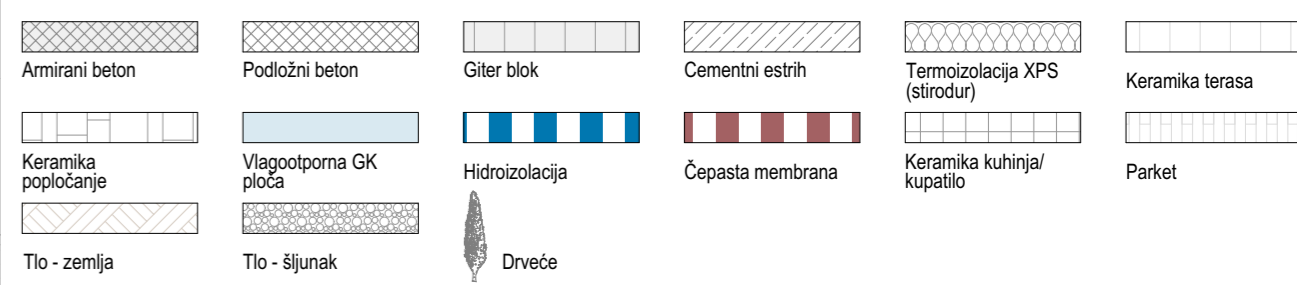 Armirani beton
Podložni beton
Giter blok
Cementni estrih
Termoizolacija XPS
(stirodur)
Keramika terasa
Keramika
popločanje
Vlagootporna GK
ploča
Hidroizolacija
Čepasta membrana
Keramika kuhinja/
kupatilo
Parket
Tlo - zemlja
Tlo - šljunak
Drveće